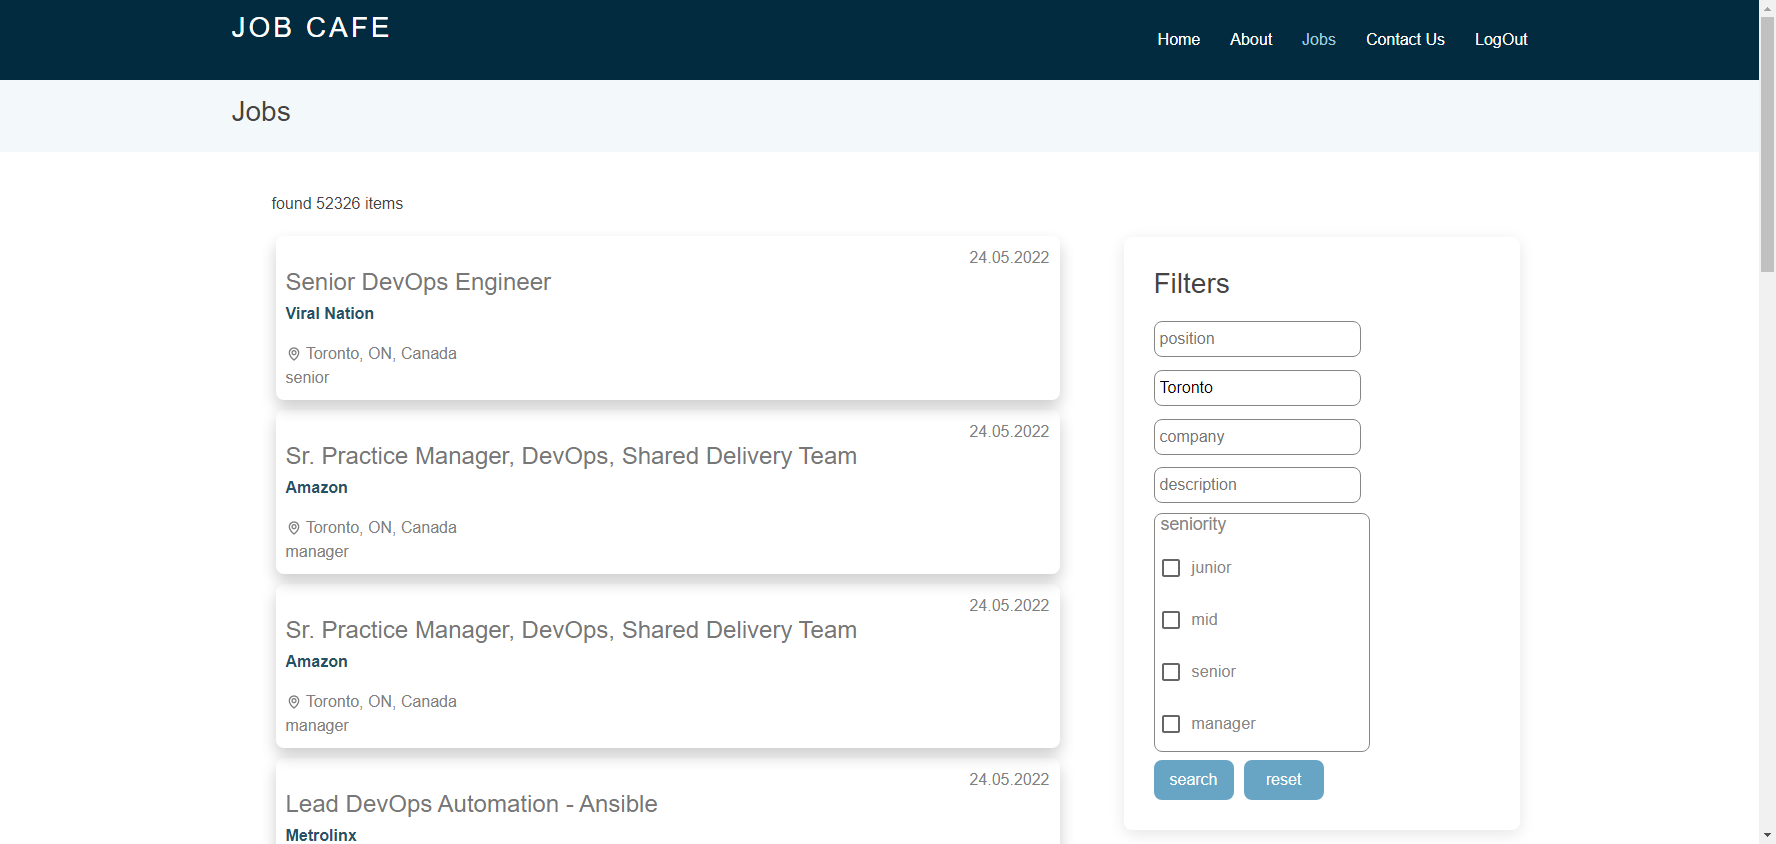 JOB CAFE
Home About Jobs Contact Us LogOut
Jobs
found 52326 items
24.05.2022
Senior DevOps Engineer
Viral Nation
Toronto, ON, Canada
senior
24.05.2022
Sr. Practice Manager, DevOps, Shared Delivery Team
Amazon
Toronto, ON, Canada
manager
24.05.2022
Sr. Practice Manager, DevOps, Shared Delivery Team
Amazon
Toronto, ON, Canada
manager
24.05.2022
Lead DevOps Automation - Ansible
Metrolinx
Filters
position
Toronto
company
description
seniority
junior
mid
senior
manager
search reset